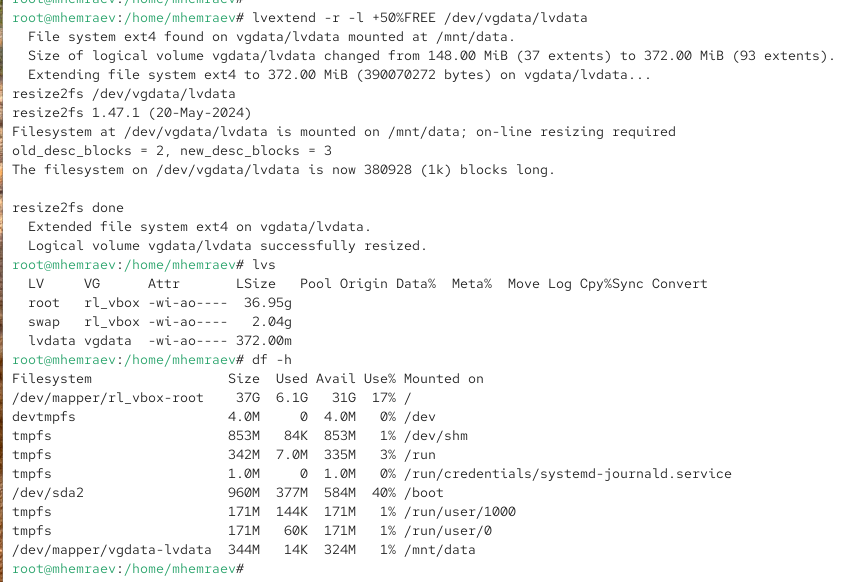 root@mhemraev:/home/mhemraev#
root@mhemraev:/home/mhemraev# lvextend -r -l +50%FREE /dev/vgdata/lvdata
  File system ext4 found on vgdata/lvdata mounted at /mnt/data.
  Size of logical volume vgdata/lvdata changed from 148.00 MiB (37 extents) to 372.00 MiB (93 extents).
  Extending file system ext4 to 372.00 MiB (390070272 bytes) on vgdata/lvdata...
resize2fs /dev/vgdata/lvdata
resize2fs 1.47.1 (20-May-2024)
Filesystem at /dev/vgdata/lvdata is mounted on /mnt/data; on-line resizing required
old_desc_blocks = 2, new_desc_blocks = 3
The filesystem on /dev/vgdata/lvdata is now 380928 (1k) blocks long.

resize2fs done
  Extended file system ext4 on vgdata/lvdata.
  Logical volume vgdata/lvdata successfully resized.
root@mhemraev:/home/mhemraev# lvs
  LV     VG      Attr       LSize   Pool Origin Data%  Meta%  Move Log Cpy%Sync Convert
  root   rl_vbox -wi-ao----  36.95g
  swap   rl_vbox -wi-ao----   2.04g
  lvdata vgdata  -wi-ao---- 372.00m
root@mhemraev:/home/mhemraev# df -h
Filesystem                 Size  Used Avail Use% Mounted on
/dev/mapper/rl_vbox-root    37G  6.1G   31G  17% /
devtmpfs                   4.0M     0  4.0M   0% /dev
tmpfs                      853M   84K  853M   1% /dev/shm
tmpfs                      342M  7.0M  335M   3% /run
tmpfs                      1.0M     0  1.0M   0% /run/credentials/systemd-journald.service
/dev/sda2                  960M  377M  584M  40% /boot
tmpfs                      171M  144K  171M   1% /run/user/1000
tmpfs                      171M   60K  171M   1% /run/user/0
/dev/mapper/vgdata-lvdata  344M   14K  324M   1% /mnt/data
root@mhemraev:/home/mhemraev#